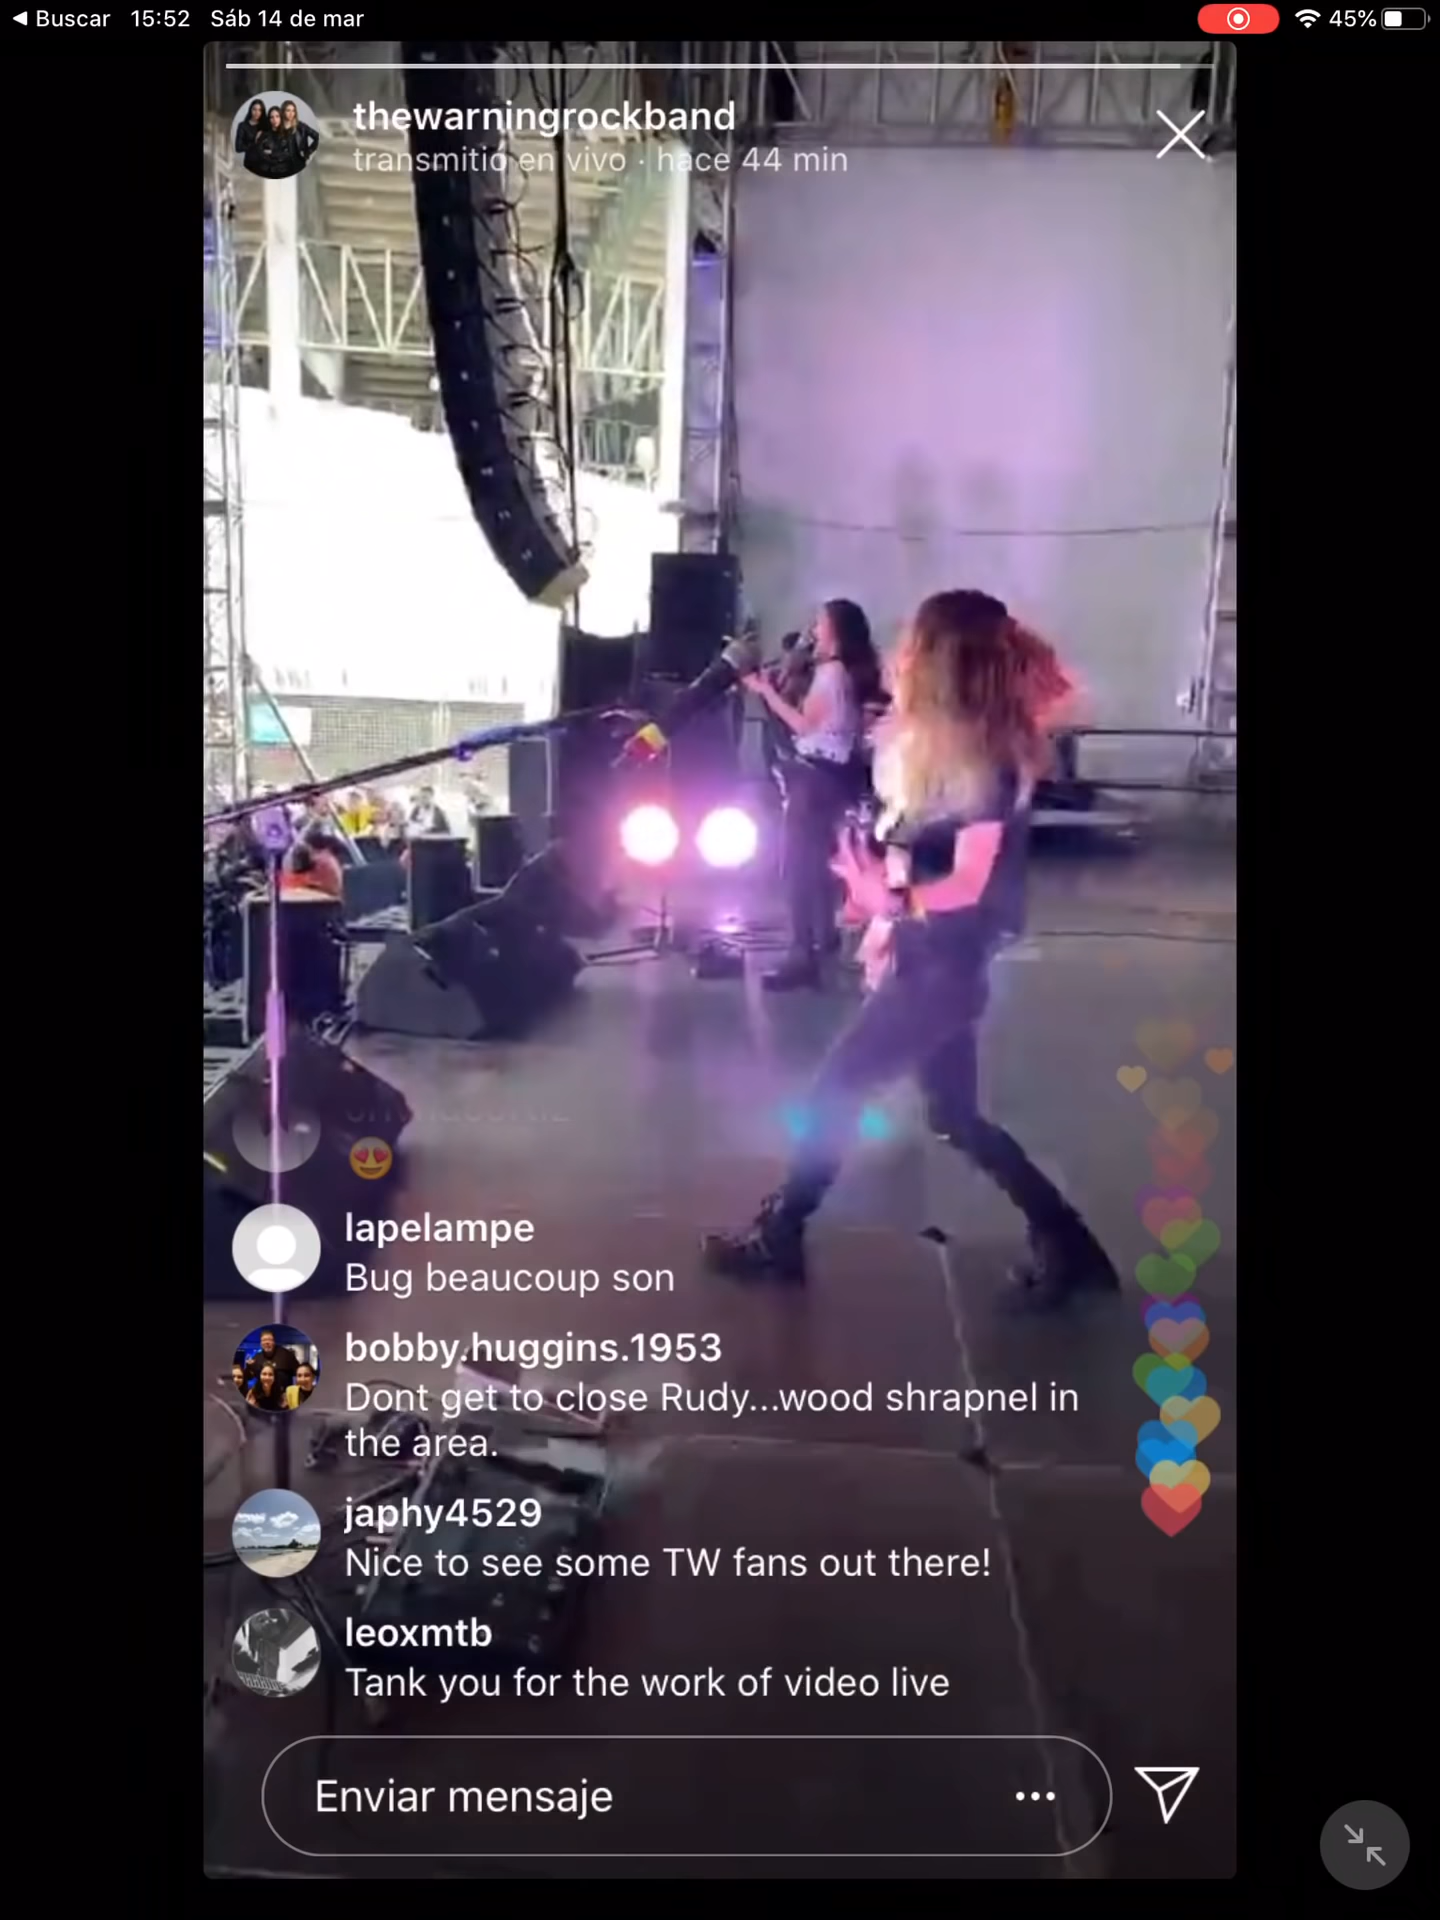 Buscar 15:52 Sáb 14 de mar 45%
thewarningrockband
transmitió en vivo · hace 44 min
lapelampe
Bug beaucoup son
bobby.huggins.1953
Dont get to close Rudy...wood shrapnel in
the area.
japhy4529
Nice to see some TW fans out there!
leoxmtb
Tank you for the work of video live
Enviar mensaje